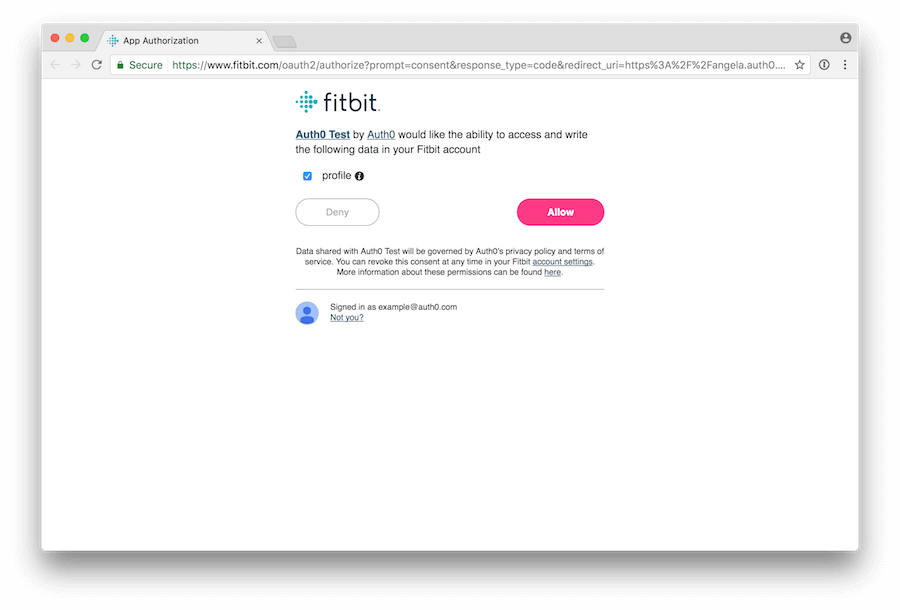 App Authorization
Secure
https://www.fitbit.com/oauth2/authorize?prompt=consent&response_type=code&redirect_uri=https%3A%2F%2Fangela.auth0....
fitbit.
Auth0 Test by Auth0 would like the ability to access and write
the following data in your Fitbit account
profile
Deny
Allow
Data shared with Auth0 Test will be governed by Auth0's privacy policy and terms of
service. You can revoke this consent at any time in your Fitbit account settings.
More information about these permissions can be found here.
Signed in as example@auth0.com
Not you?